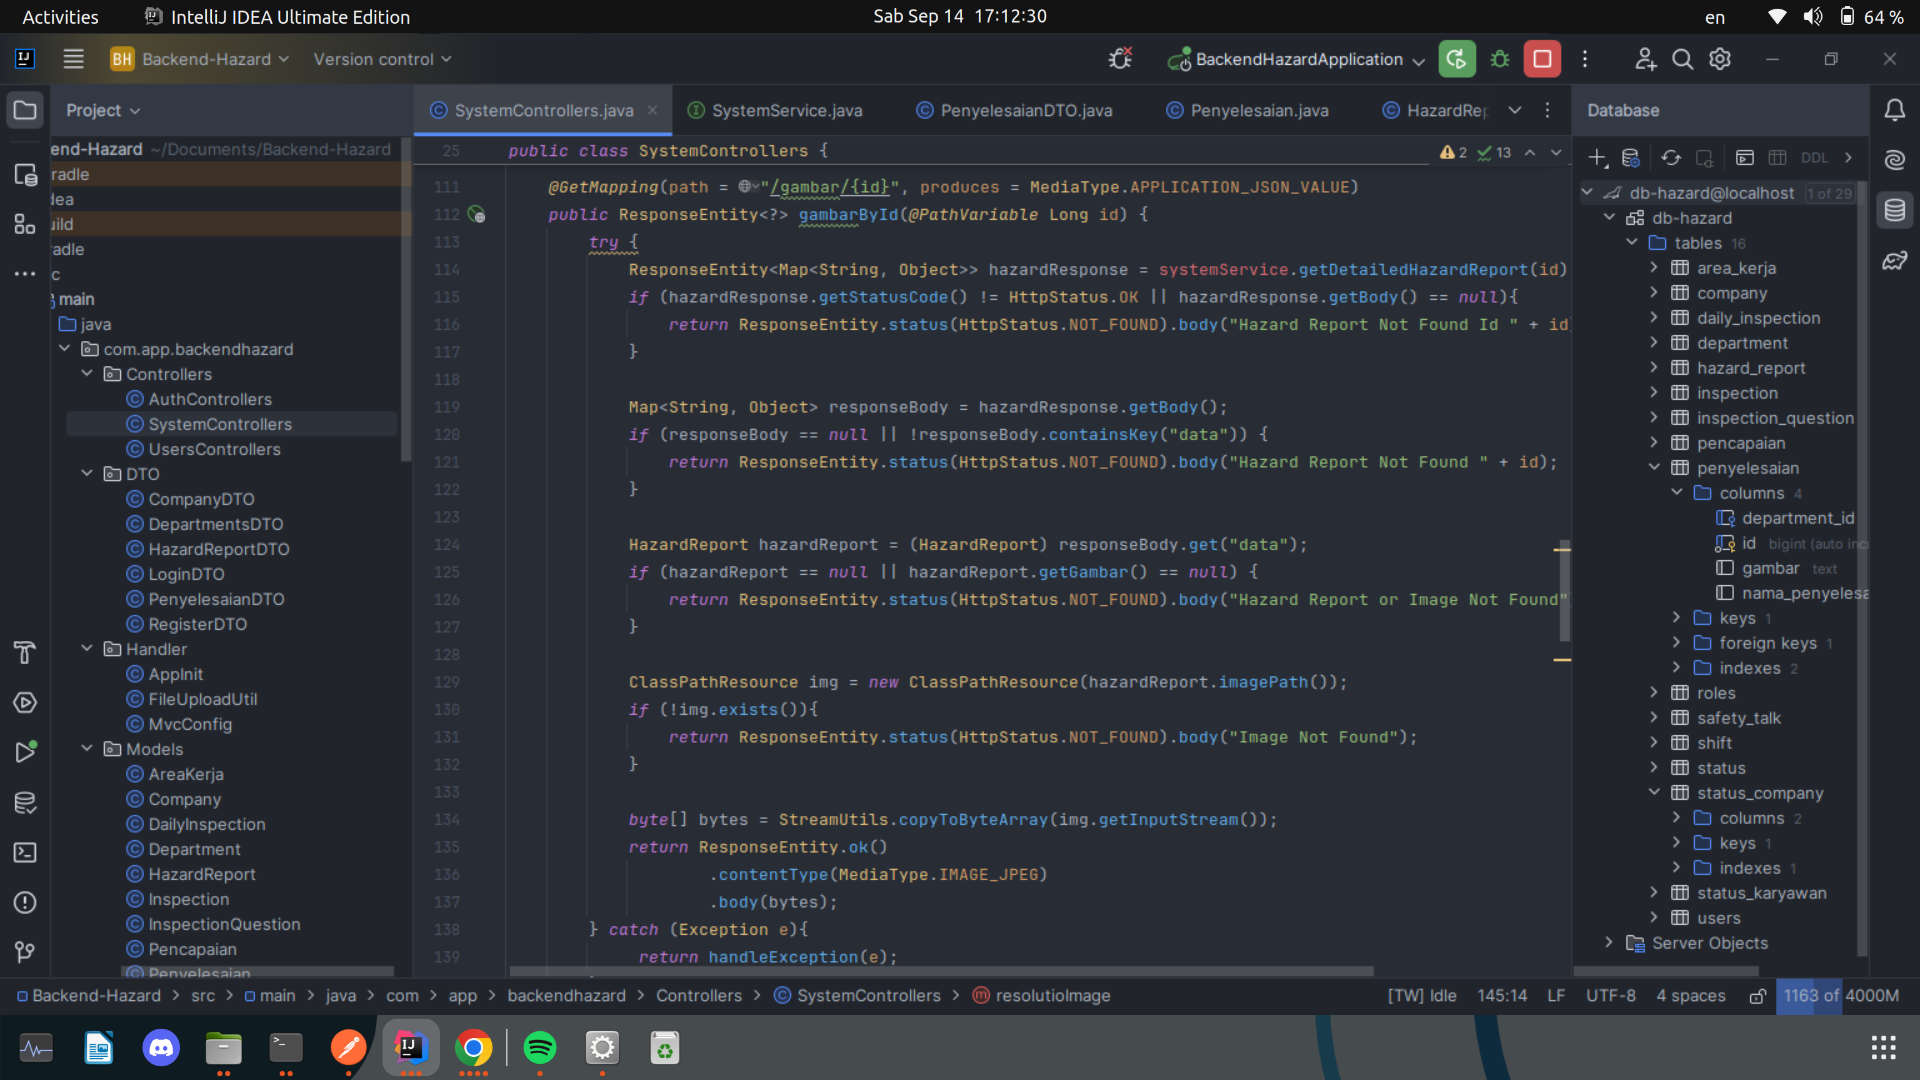 Activities
IntelliJ IDEA Ultimate Edition
Sab Sep 14 17:12:30
en
64 %
BH Backend-Hazard
Version control
BackendHazardApplication
Project
SystemControllers.java
SystemService.java
PenyelesaianDTO.java
Penyelesaian.java
HazardRep
Database
end-Hazard ~/Documents/Backend-Hazard
radle
dea
uild
radle
c
main
java
com.app.backendhazard
Controllers
AuthControllers
SystemControllers
UsersControllers
DTO
CompanyDTO
DepartmentsDTO
HazardReportDTO
LoginDTO
PenyelesaianDTO
RegisterDTO
Handler
AppInit
FileUploadUtil
MvcConfig
Models
AreaKerja
Company
DailyInspection
Department
HazardReport
Inspection
InspectionQuestion
Pencapaian
Penyelesaian
25 public class SystemControllers {
2 13
111 @GetMapping(path = "/gambar/{id}", produces = MediaType.APPLICATION_JSON_VALUE)
112 public ResponseEntity<?> gambarById(@PathVariable Long id) {
113 try {
114 ResponseEntity<Map<String, Object>> hazardResponse = systemService.getDetailedHazardReport(id)
115 if (hazardResponse.getStatusCode() != HttpStatus.OK || hazardResponse.getBody() == null){
116 return ResponseEntity.status(HttpStatus.NOT_FOUND).body("Hazard Report Not Found Id " + id
117 }
118
119 Map<String, Object> responseBody = hazardResponse.getBody();
120 if (responseBody == null || !responseBody.containsKey("data")) {
121 return ResponseEntity.status(HttpStatus.NOT_FOUND).body("Hazard Report Not Found " + id);
122 }
123
124 HazardReport hazardReport = (HazardReport) responseBody.get("data");
125 if (hazardReport == null || hazardReport.getGambar() == null) {
126 return ResponseEntity.status(HttpStatus.NOT_FOUND).body("Hazard Report or Image Not Found"
127 }
128
129 ClassPathResource img = new ClassPathResource(hazardReport.imagePath());
130 if (!img.exists()){
131 return ResponseEntity.status(HttpStatus.NOT_FOUND).body("Image Not Found");
132 }
133
134 byte[] bytes = StreamUtils.copyToByteArray(img.getInputStream());
135 return ResponseEntity.ok()
136 .contentType(MediaType.IMAGE_JPEG)
137 .body(bytes);
138 } catch (Exception e){
139 return handleException(e);
DDL
db-hazard@localhost 1 of 29
db-hazard
tables 16
area_kerja
company
daily_inspection
department
hazard_report
inspection
inspection_question
pencapaian
penyelesaian
columns 4
department_id
id bigint (auto inc
gambar text
nama_penyelesa
keys 1
foreign keys 1
indexes 2
roles
safety_talk
shift
status
status_company
columns 2
keys 1
indexes 1
status_karyawan
users
Server Objects
Backend-Hazard > src > main > java > com > app > backendhazard > Controllers > SystemControllers > resolutioImage
[TW] Idle 145:14 LF UTF-8 4 spaces 1163 of 4000M